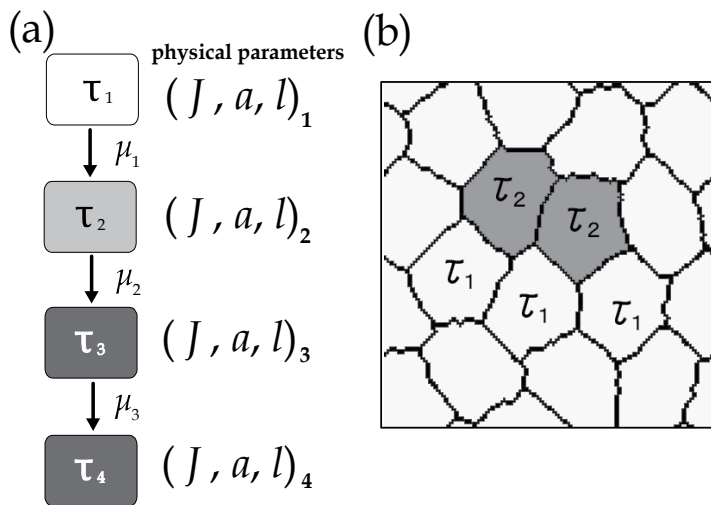 (a)
physical parameters
τ1 (J, a, l)1
μ1
τ2 (J, a, l)2
μ2
τ3 (J, a, l)3
μ3
τ4 (J, a, l)4
(b)
τ2
τ2
τ1
τ1
τ1